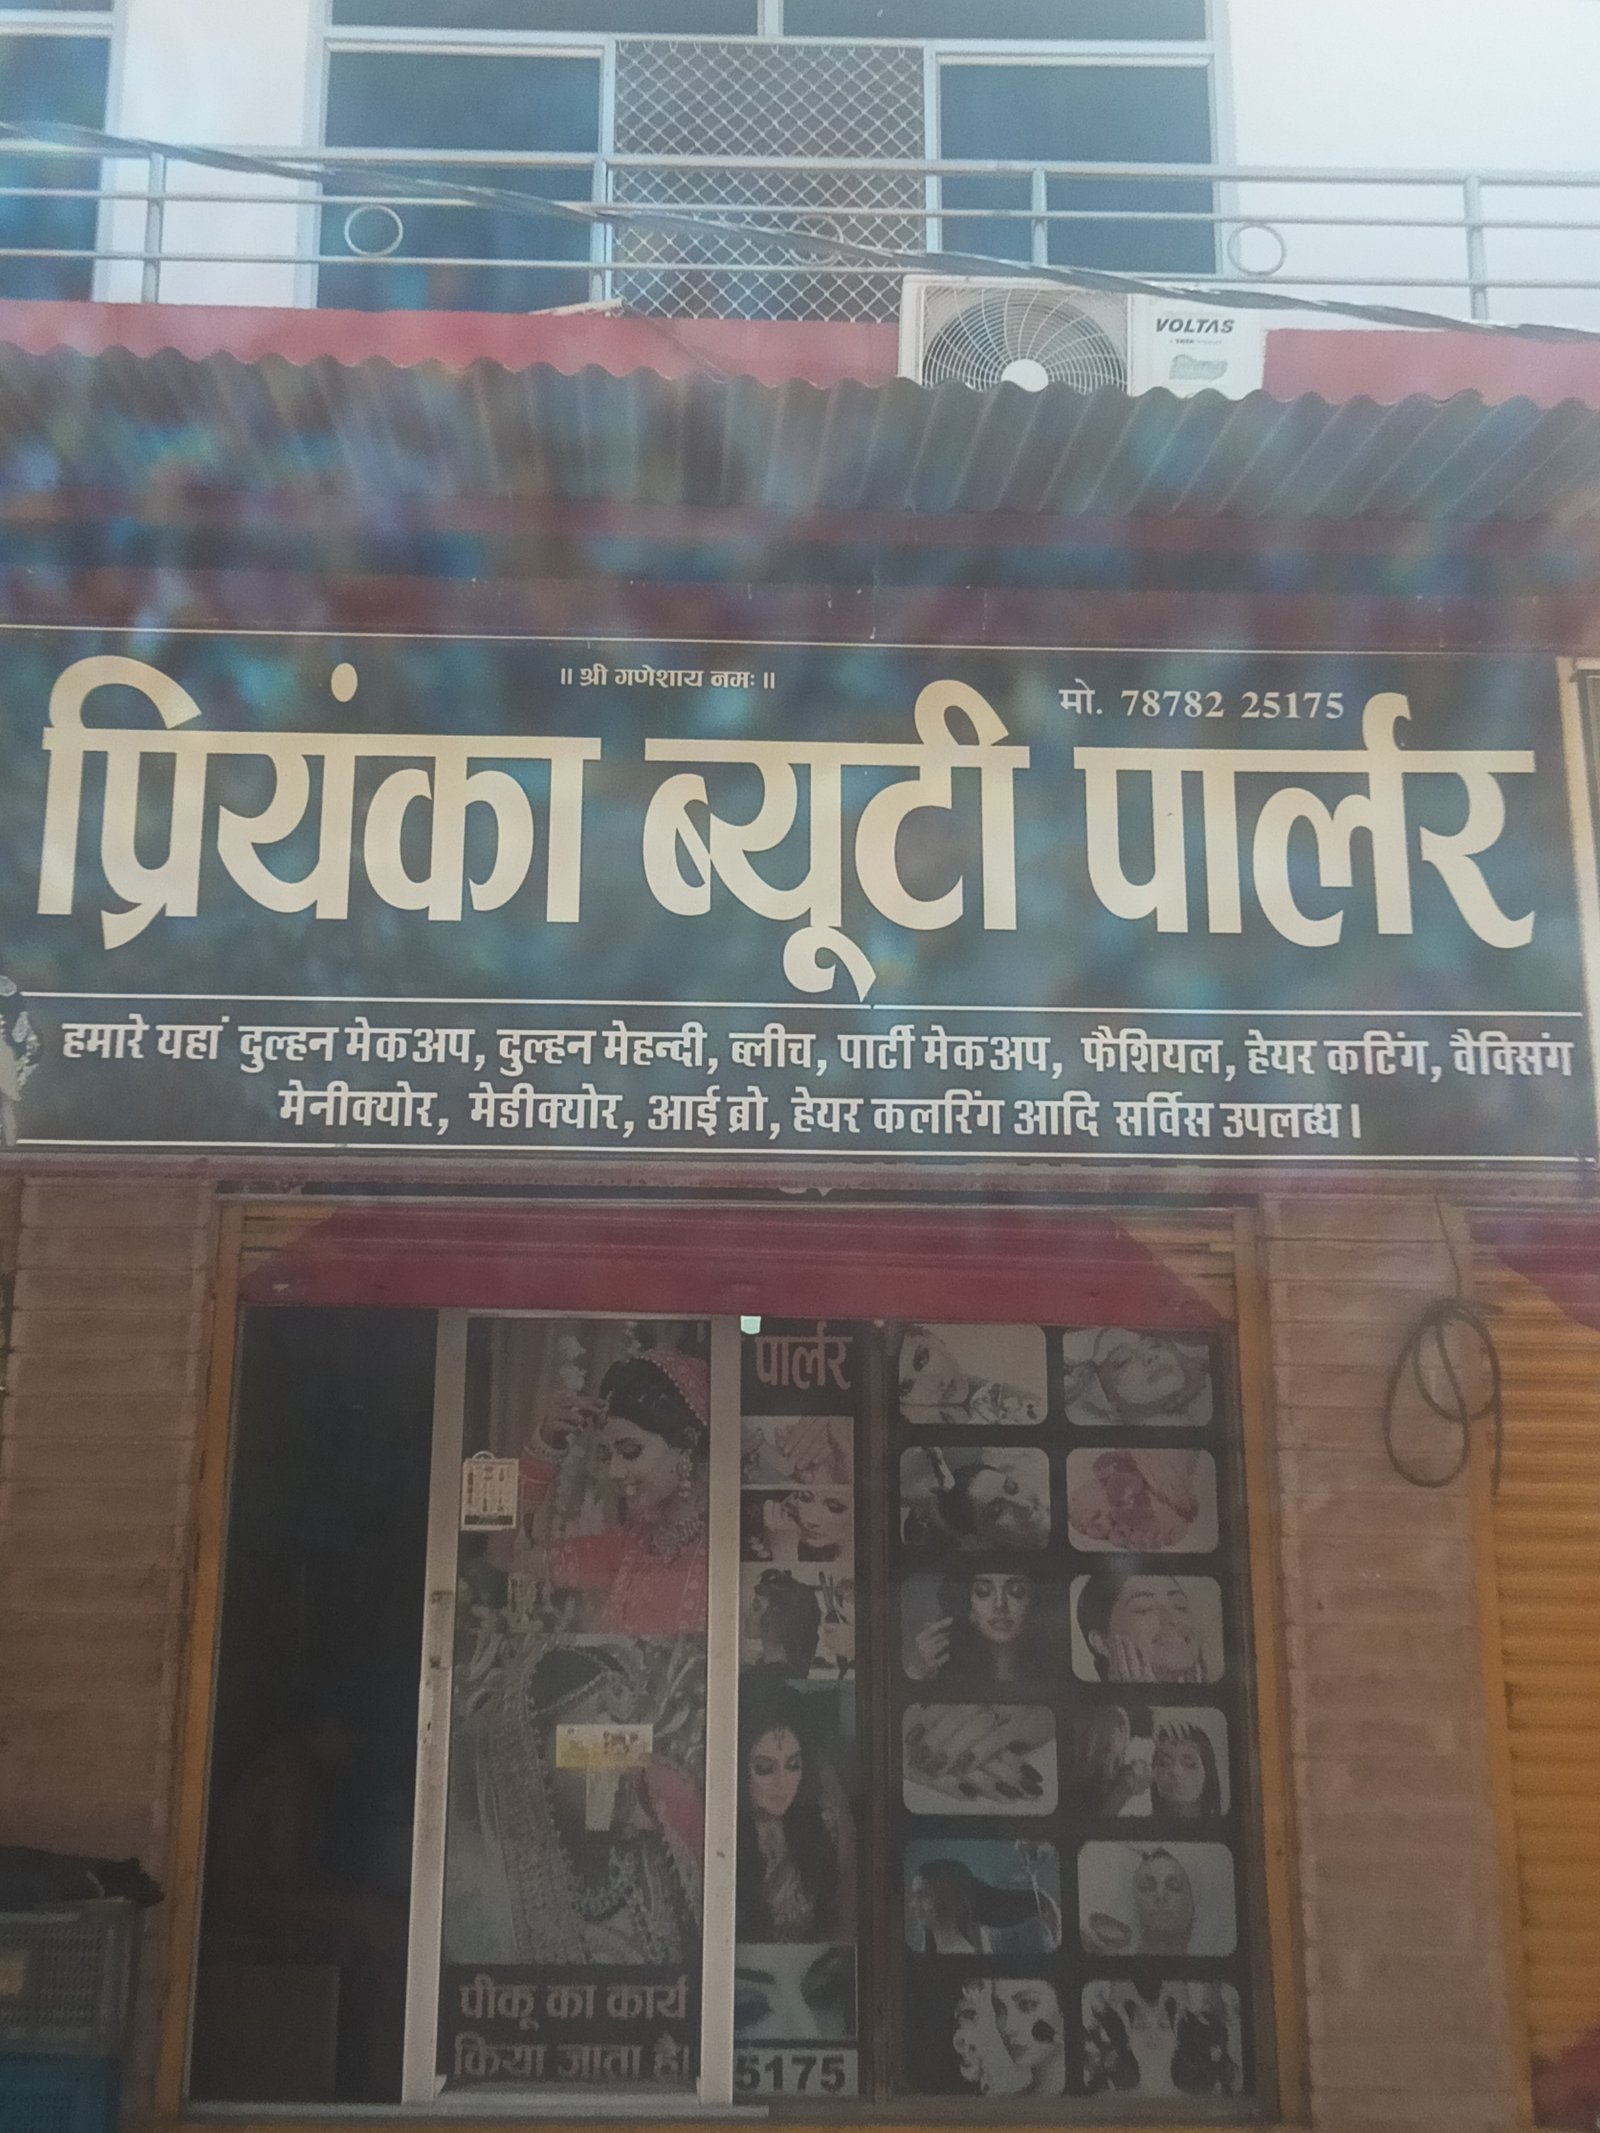 VOLTAS
॥ श्री गणेशाय नमः ॥
मो. 78782 25175
प्रियंका ब्यूटी पार्लर
हमारे यहां दुल्हन मेकअप, दुल्हन मेहन्दी, ब्लीच, पार्टी मेकअप, फैशियल, हेयर कटिंग, वैक्सिंग
मेनीक्योर, मेडीक्योर, आई ब्रो, हेयर कलरिंग आदि सर्विस उपलब्ध।
पार्लर
पीकू का कार्य
किया जाता है।
5175